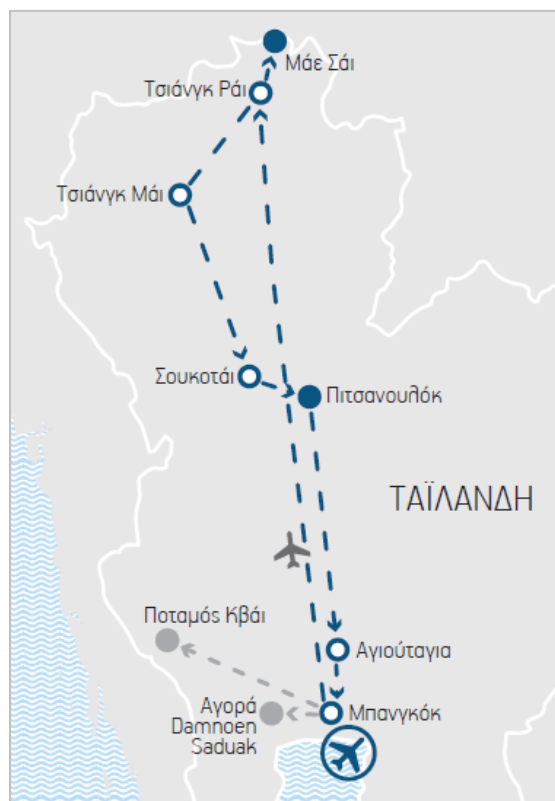 Μάε Σάι
Τσιάνγκ Ράι
Τσιάνγκ Μάι
Σουκοτάι
Πιτσανουλόκ
ΤΑΪΛΑΝΔΗ
Ποταμός Κβάι
Αγιούταγια
Αγορά
Damnoen
Saduak
Μπανγκόκ